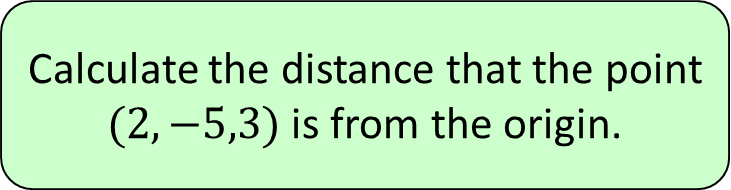 Calculate the distance that the point
(2, −5,3) is from the origin.